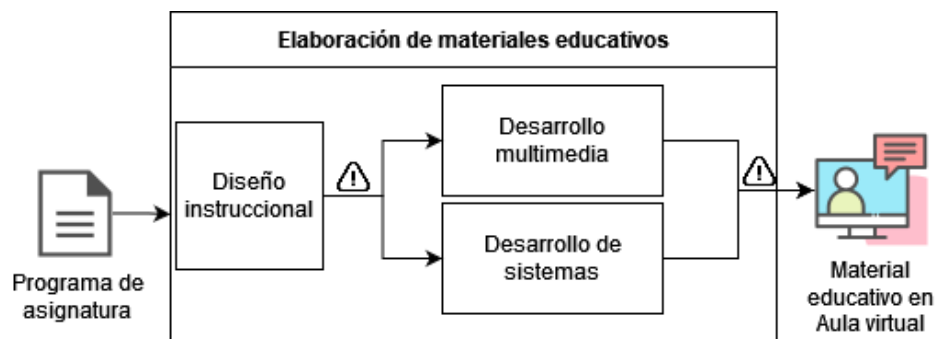 Elaboración de materiales educativos
Programa de
asignatura
Diseño
instruccional
Desarrollo
multimedia
Desarrollo de
sistemas
Material
educativo en
Aula virtual